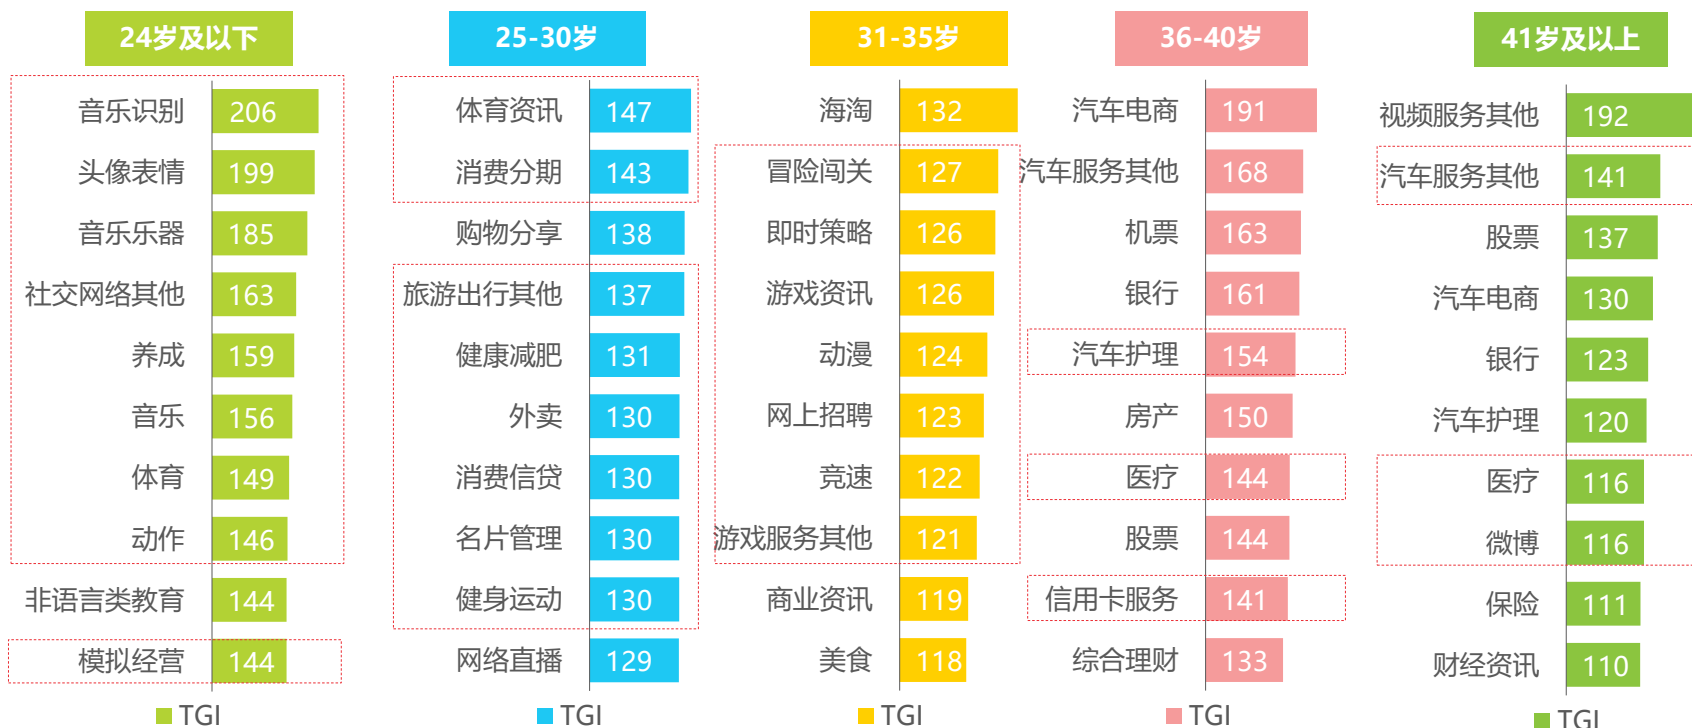 24岁及以下
音乐识别 206
头像表情 199
音乐乐器 185
社交网络其他 163
养成 159
音乐 156
体育 149
动作 146
非语言类教育 144
模拟经营 144
TGI
25-30岁
体育资讯 147
消费分期 143
购物分享 138
旅游出行其他 137
健康减肥 131
外卖 130
消费信贷 130
名片管理 130
健身运动 130
网络直播 129
TGI
31-35岁
海淘 132
冒险闯关 127
即时策略 126
游戏资讯 126
动漫 124
网上招聘 123
竞速 122
游戏服务其他 121
商业资讯 119
美食 118
TGI
36-40岁
汽车电商 191
汽车服务其他 168
机票 163
银行 161
汽车护理 154
房产 150
医疗 144
股票 144
信用卡服务 141
综合理财 133
TGI
41岁及以上
视频服务其他 192
汽车服务其他 141
股票 137
汽车电商 130
银行 123
汽车护理 120
医疗 116
微博 116
保险 111
财经资讯 110
TGI